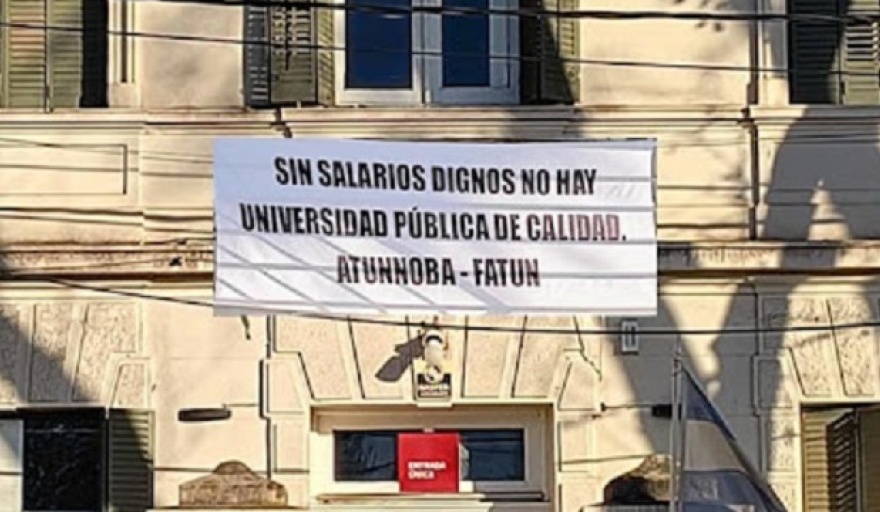 SIN SALARIOS DIGNOS NO HAY
UNIVERSIDAD PÚBLICA DE CALIDAD.
ATUNNOBA - FATUN
ENTRADA
ÚNICA